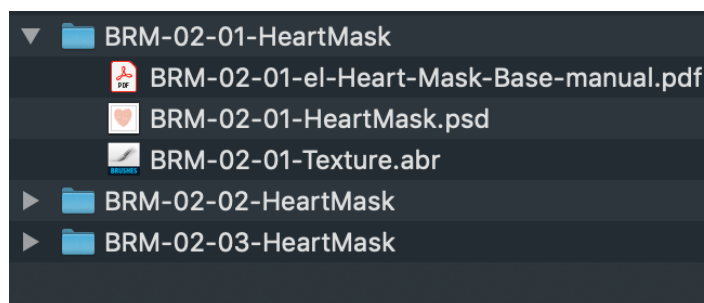 BRM-02-01-HeartMask
BRM-02-01-el-Heart-Mask-Base-manual.pdf
BRM-02-01-HeartMask.psd
BRM-02-01-Texture.abr
BRM-02-02-HeartMask
BRM-02-03-HeartMask